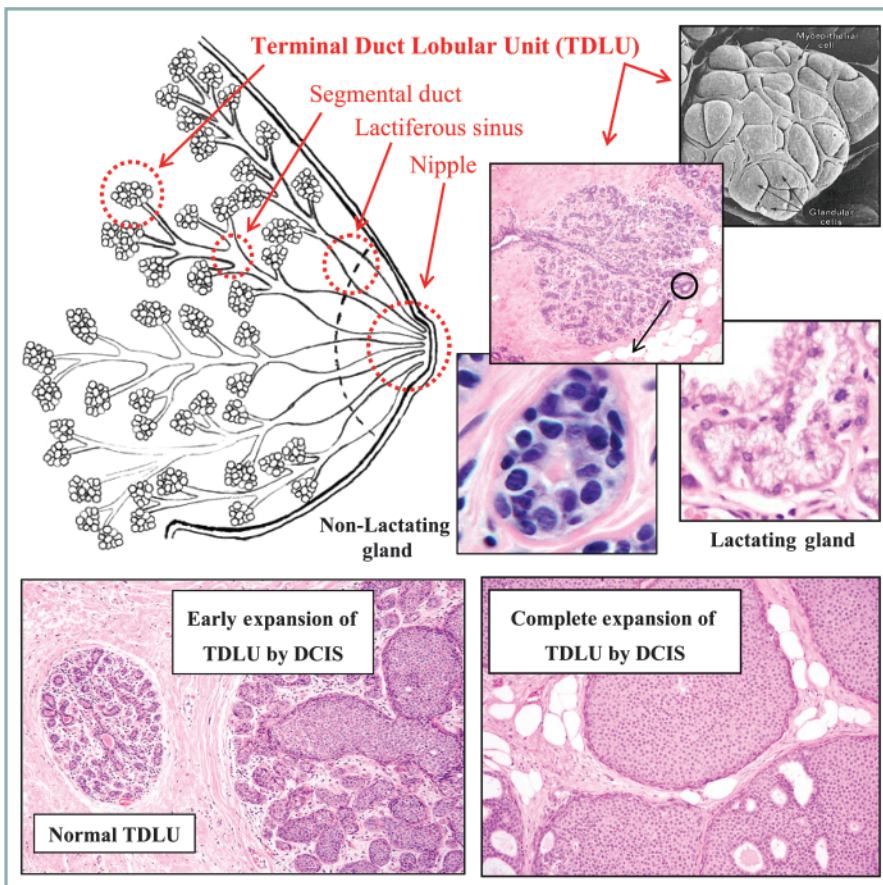 Terminal Duct Lobular Unit (TDLU)
Segmental duct
Lactiferous sinus
Nipple
Myoepithelial
cell
Glandular
cells
Non-Lactating
gland
Lactating gland
Early expansion of
TDLU by DCIS
Normal TDLU
Complete expansion of
TDLU by DCIS